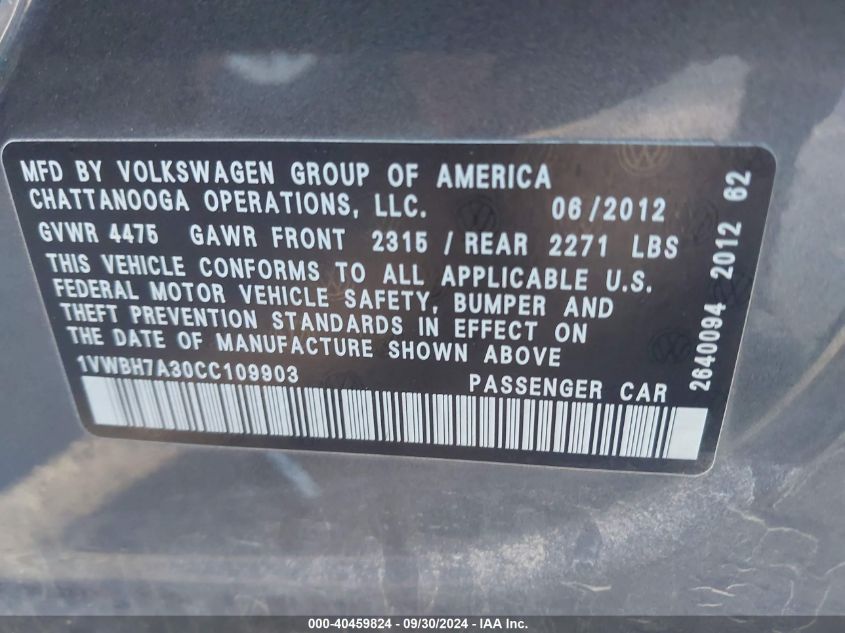 MFD BY VOLKSWAGEN GROUP OF AMERICA
CHATTANOOGA OPERATIONS, LLC. 06/2012
GVWR 4475 GAWR FRONT 2315 / REAR 2271 LBS
THIS VEHICLE CONFORMS TO ALL APPLICABLE U.S.
FEDERAL MOTOR VEHICLE SAFETY, BUMPER AND
THEFT PREVENTION STANDARDS IN EFFECT ON
THE DATE OF MANUFACTURE SHOWN ABOVE
1VWBH7A30CC109903 PASSENGER CAR
2640094 2012 62
000-40459824 - 09/30/2024 - IAA Inc.